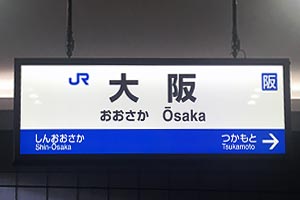 JR 大阪 阪
おおさか Ōsaka
しんおおさか つかもと
Shin-Ōsaka Tsukamoto →